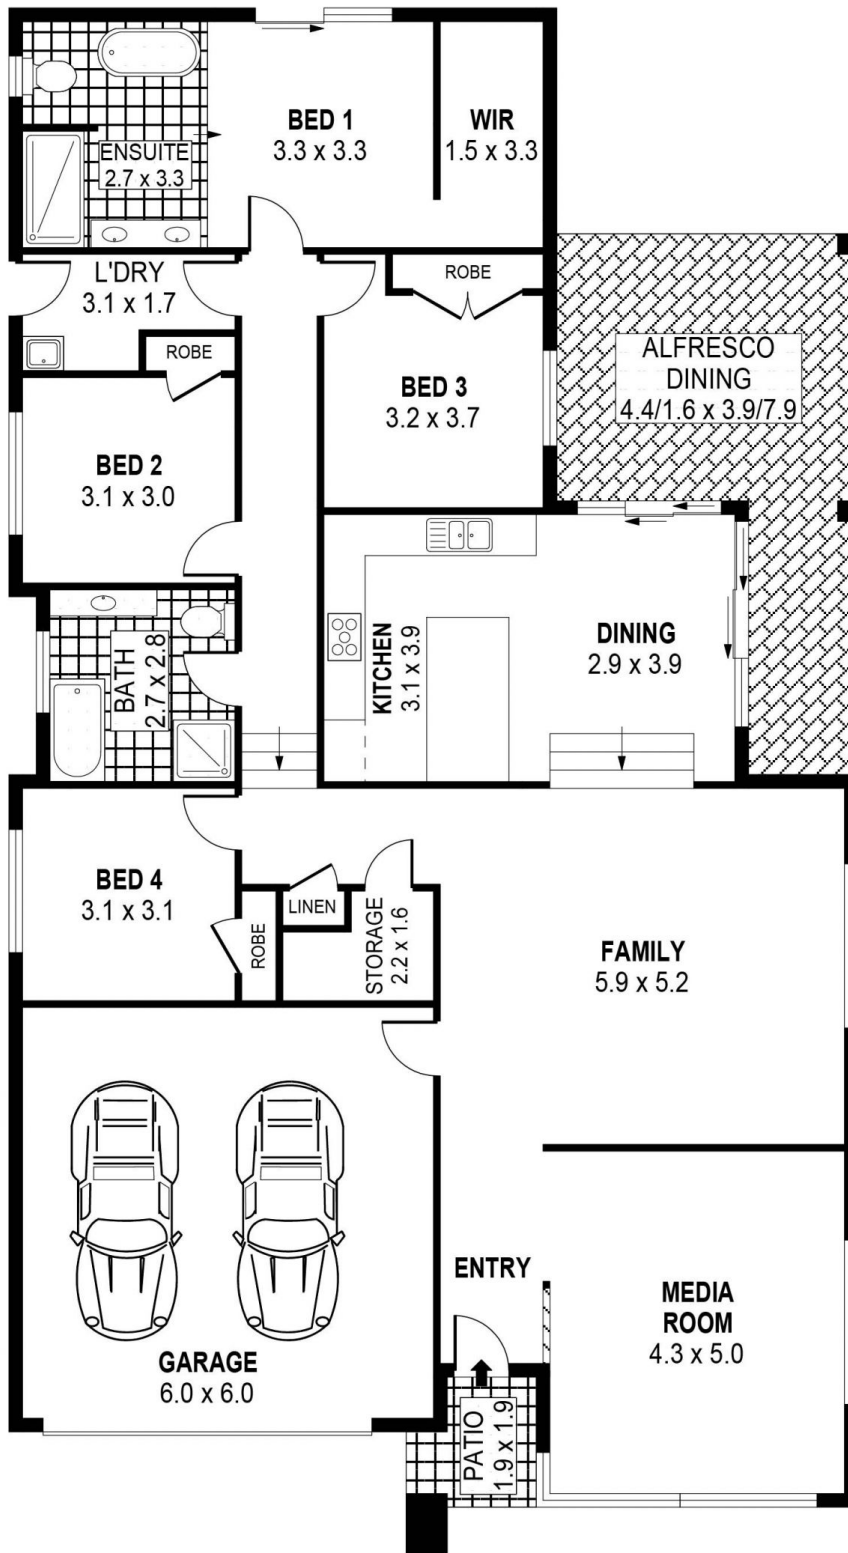 BED 1
3.3 x 3.3
WIR
1.5 x 3.3
ENSUITE
2.7 x 3.3
L'DRY
3.1 x 1.7
ROBE
ROBE
BED 3
3.2 x 3.7
ALFRESCO
DINING
4.4/1.6 x 3.9/7.9
BED 2
3.1 x 3.0
BATH
2.7 x 2.8
KITCHEN
3.1 x 3.9
DINING
2.9 x 3.9
BED 4
3.1 x 3.1
ROBE
LINEN
STORAGE
2.2 x 1.6
FAMILY
5.9 x 5.2
GARAGE
6.0 x 6.0
ENTRY
MEDIA
ROOM
4.3 x 5.0
PATIO
1.9 x 1.9